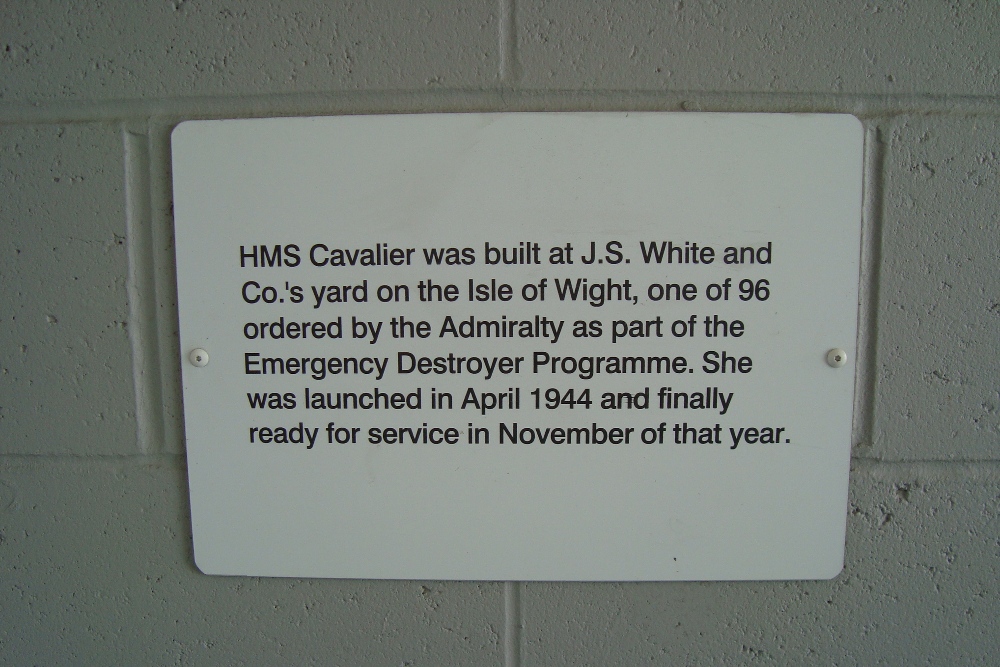 HMS Cavalier was built at J.S. White and
Co.'s yard on the Isle of Wight, one of 96
ordered by the Admiralty as part of the
Emergency Destroyer Programme. She
was launched in April 1944 and finally
ready for service in November of that year.